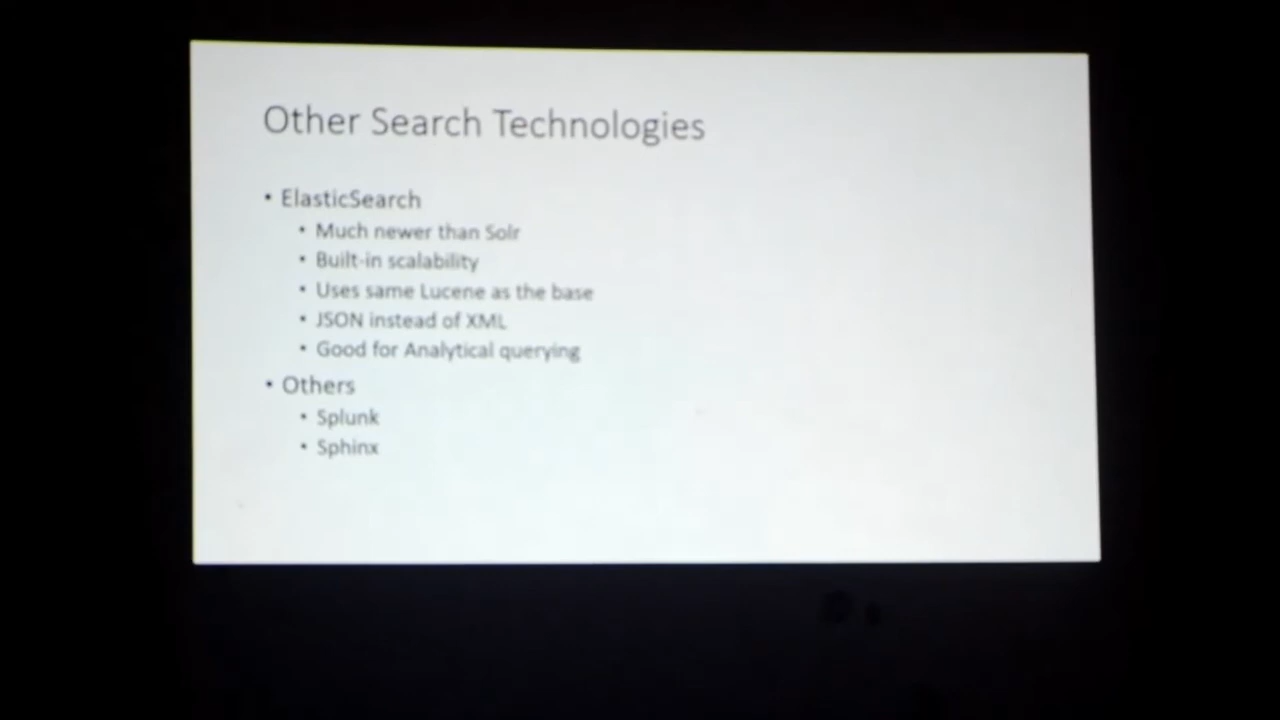 Other Search Technologies
• ElasticSearch
• Much newer than Solr
• Built-in scalability
• Uses same Lucene as the base
• JSON instead of XML
• Good for Analytical querying
• Others
• Splunk
• Sphinx